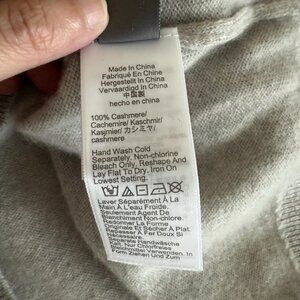 Made In China
Fabriqué En Chine
Hergestellt In China
Vervaardigd In China
中国製
hecho en china
100% Cashmere/
Cachemire/ Kaschmir/
Kasjmier/ カシミヤ/
cashmere
Hand Wash Cold
Separately, Non-chlorine
Bleach Only, Reshape And
Lay Flat To Dry. Iron On
Lowest Setting.
Laver Séparément À La
Main À L'eau Froide.
Seulement Agent De
Blanchiment Non-chlore.
Redonner La Forme
Originale Et Sécher À Plat.
Repasser À Fer Doux Si
Nécessaire.
Separate Handwäsche
Kalt. Nur Chlorfreies
Bleichmittel Verwenden. In
Form Ziehen Und Zum